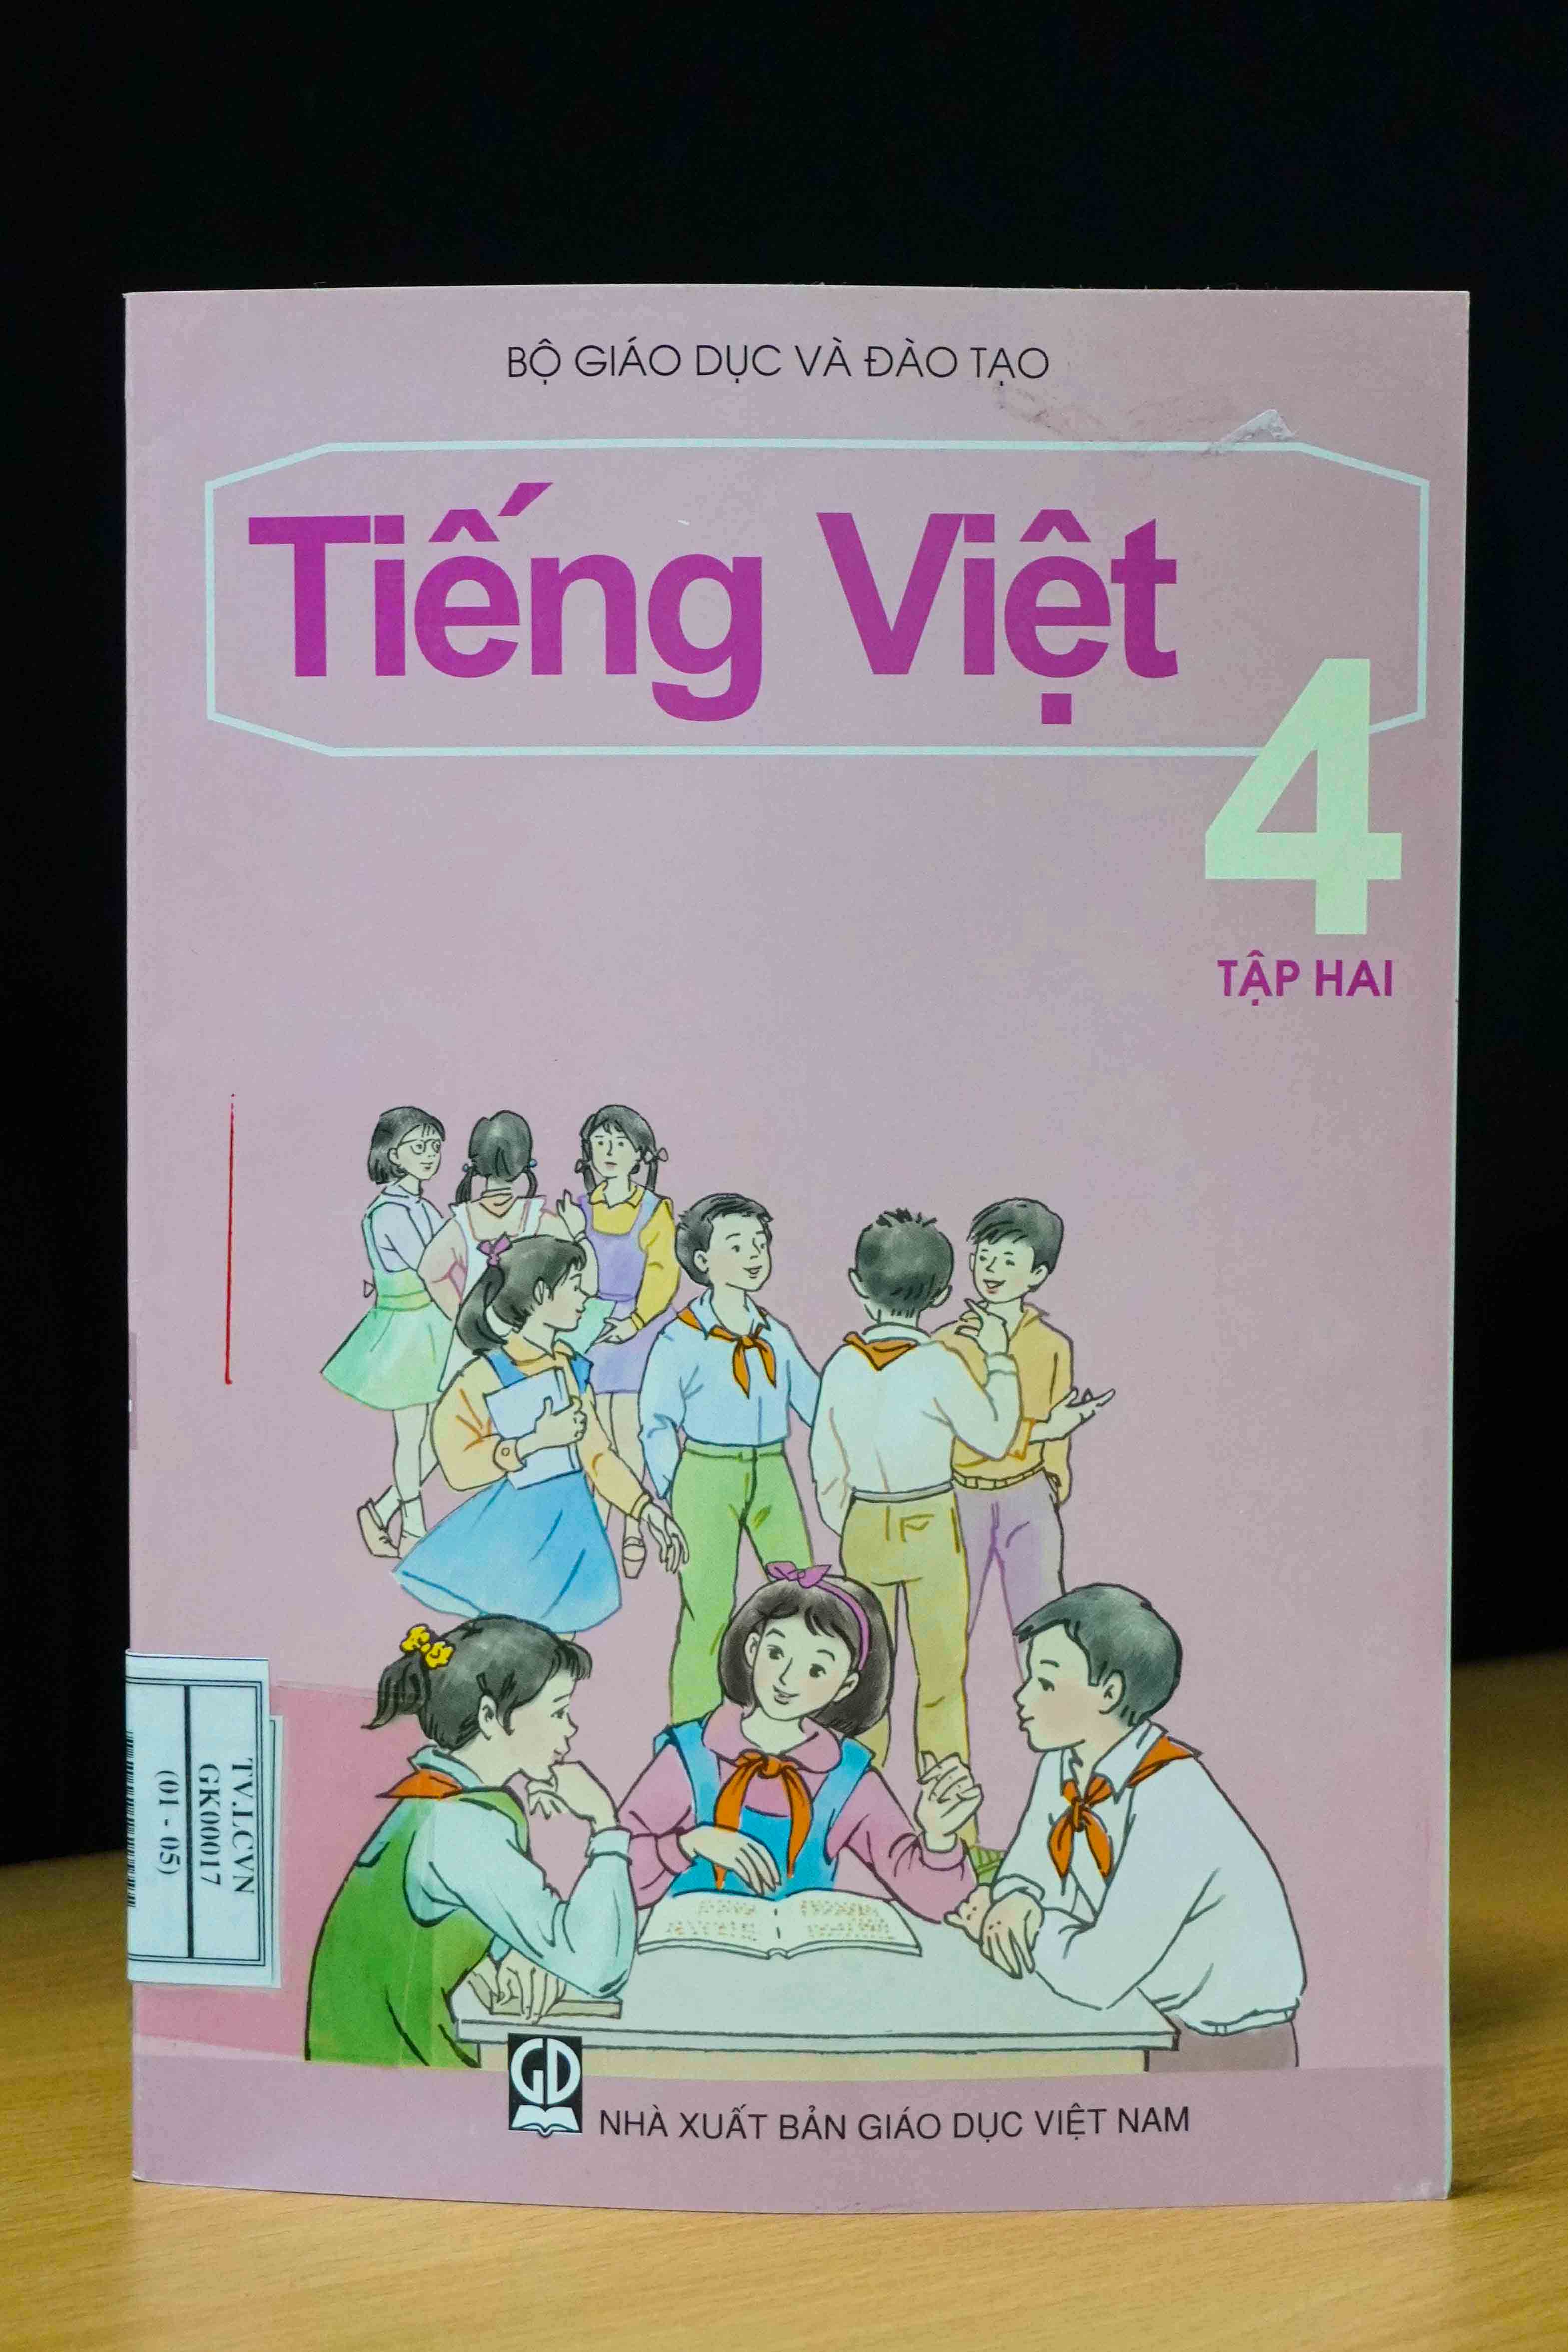 BỘ GIÁO DỤC VÀ ĐÀO TẠO
Tiếng Việt
4
TẬP HAI
TV.LCVN
GK000017
(01 - 05)
GD
NHÀ XUẤT BẢN GIÁO DỤC VIỆT NAM